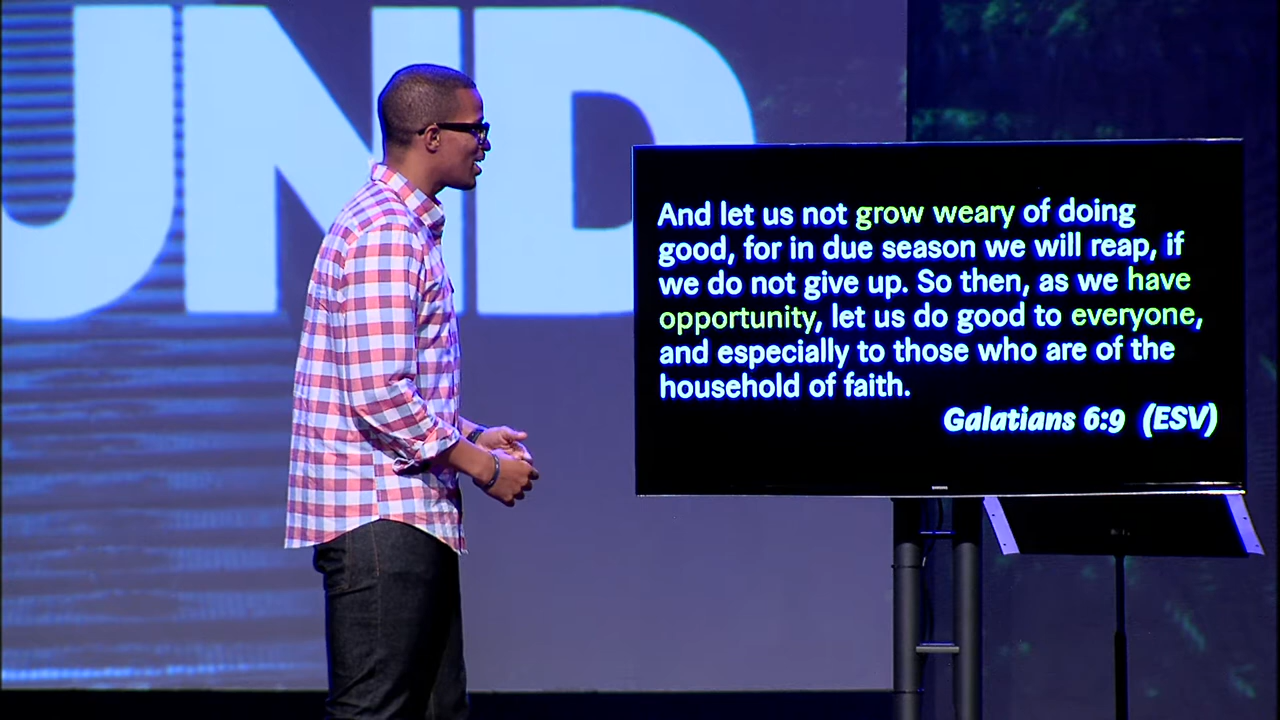 UND
And let us not grow weary of doing
good, for in due season we will reap, if
we do not give up. So then, as we have
opportunity, let us do good to everyone,
and especially to those who are of the
household of faith.
Galatians 6:9 (ESV)
SAMSUNG